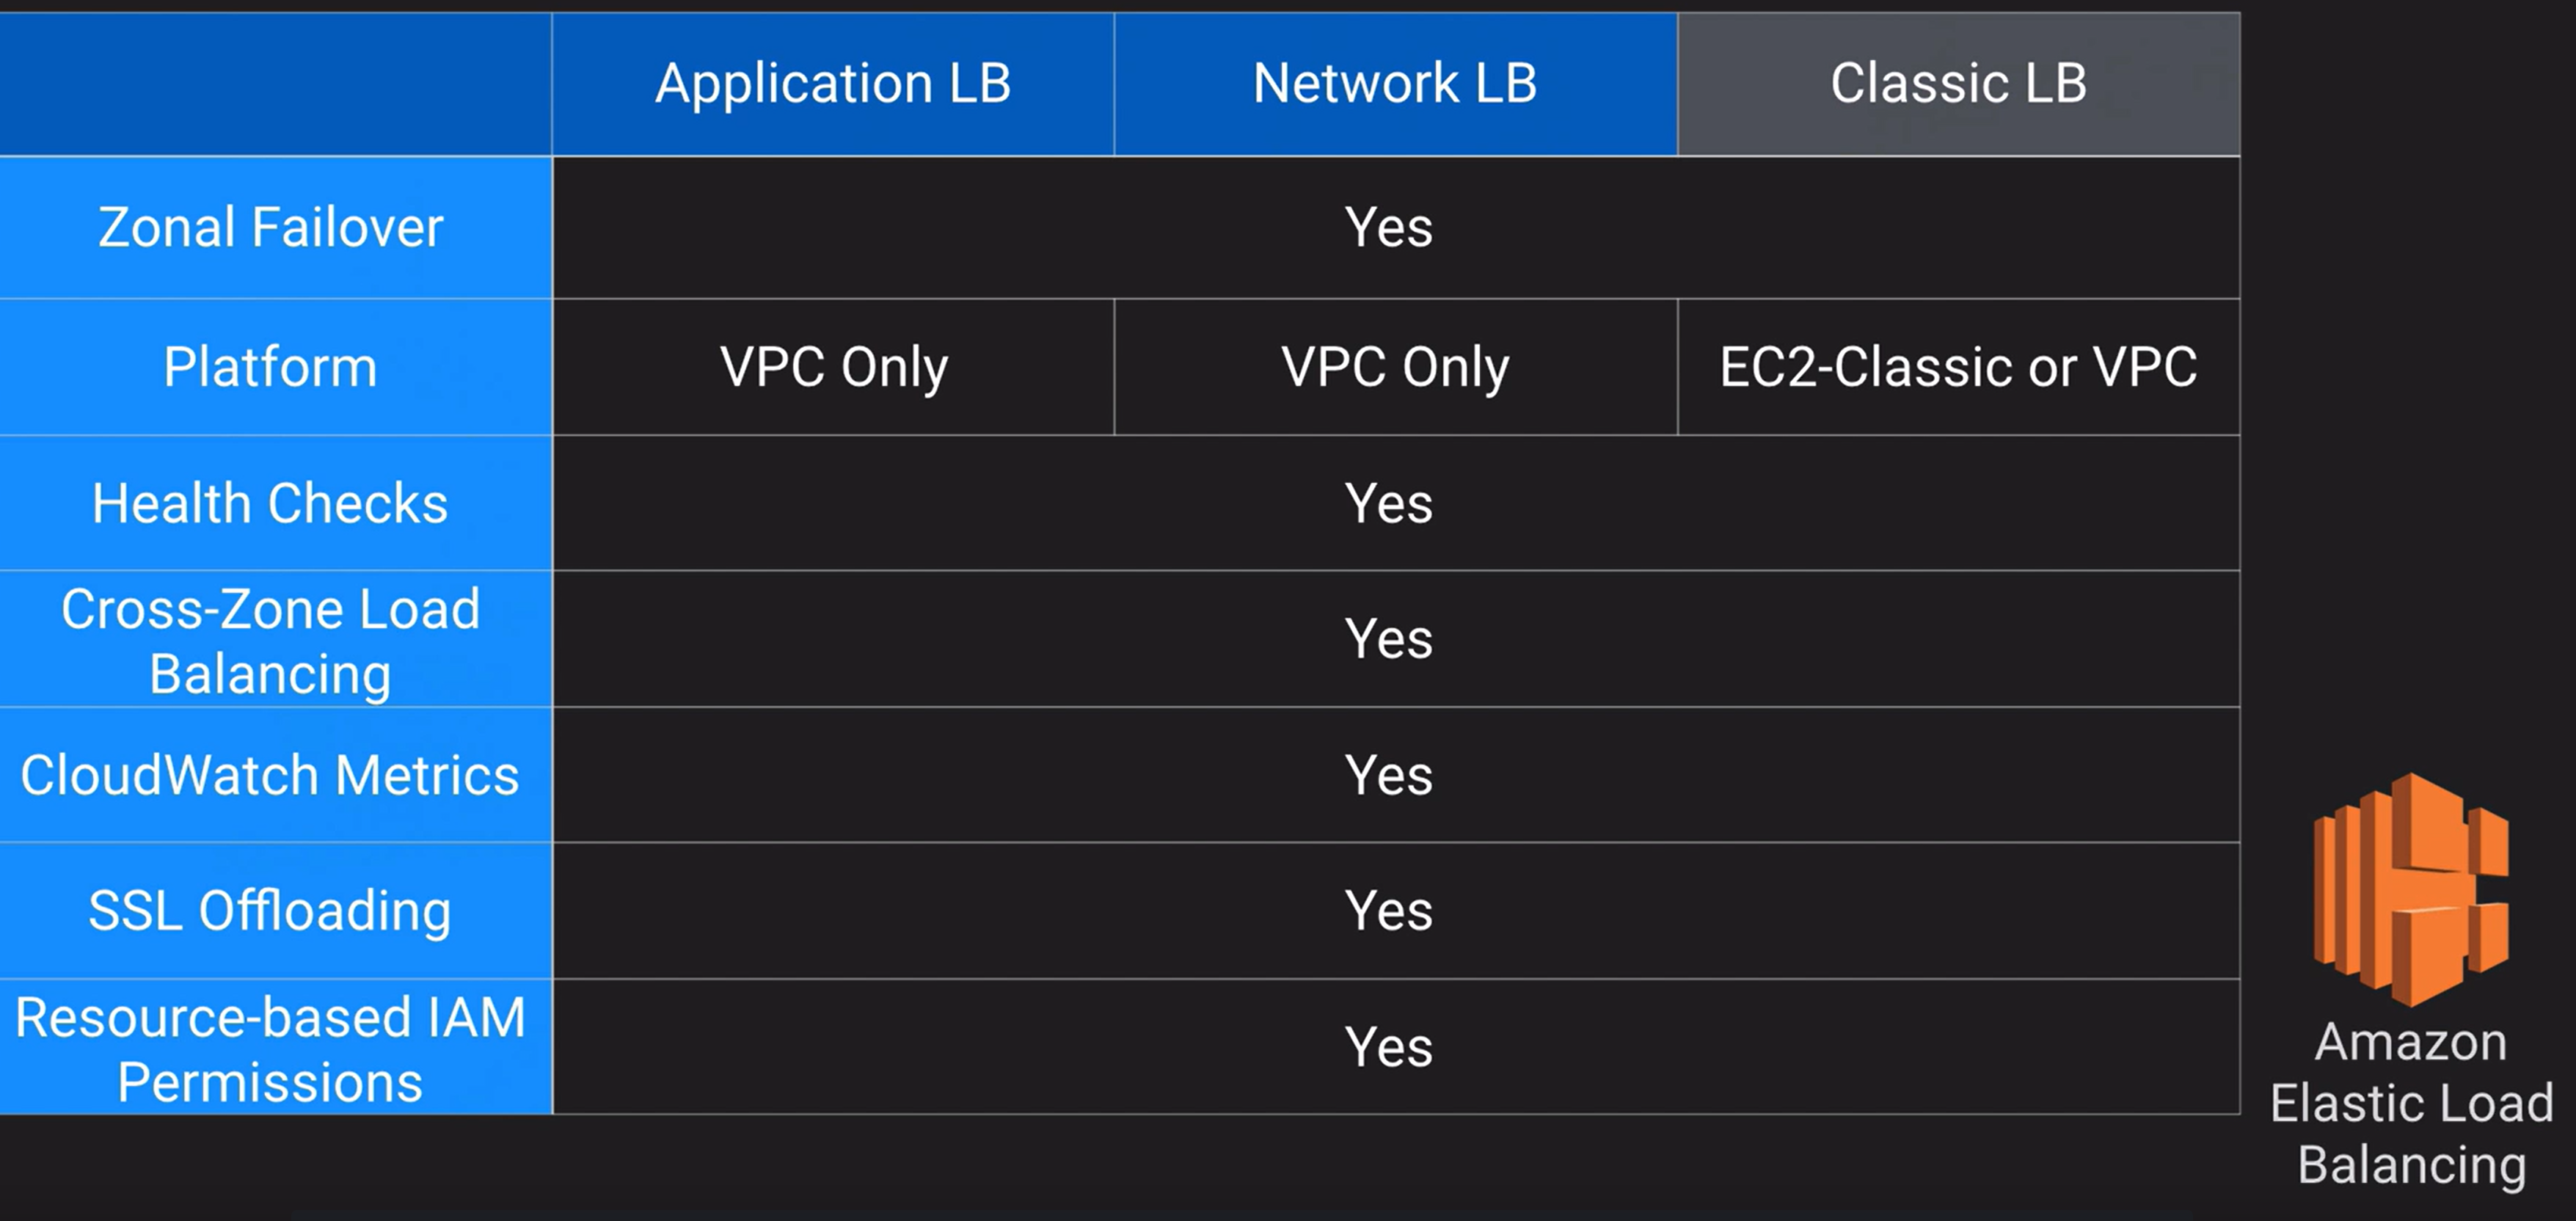 Application LB
Network LB
Classic LB
Zonal Failover
Yes
Platform
VPC Only
VPC Only
EC2-Classic or VPC
Health Checks
Yes
Cross-Zone Load
Balancing
Yes
CloudWatch Metrics
Yes
SSL Offloading
Yes
Resource-based IAM
Permissions
Yes
Amazon
Elastic Load
Balancing